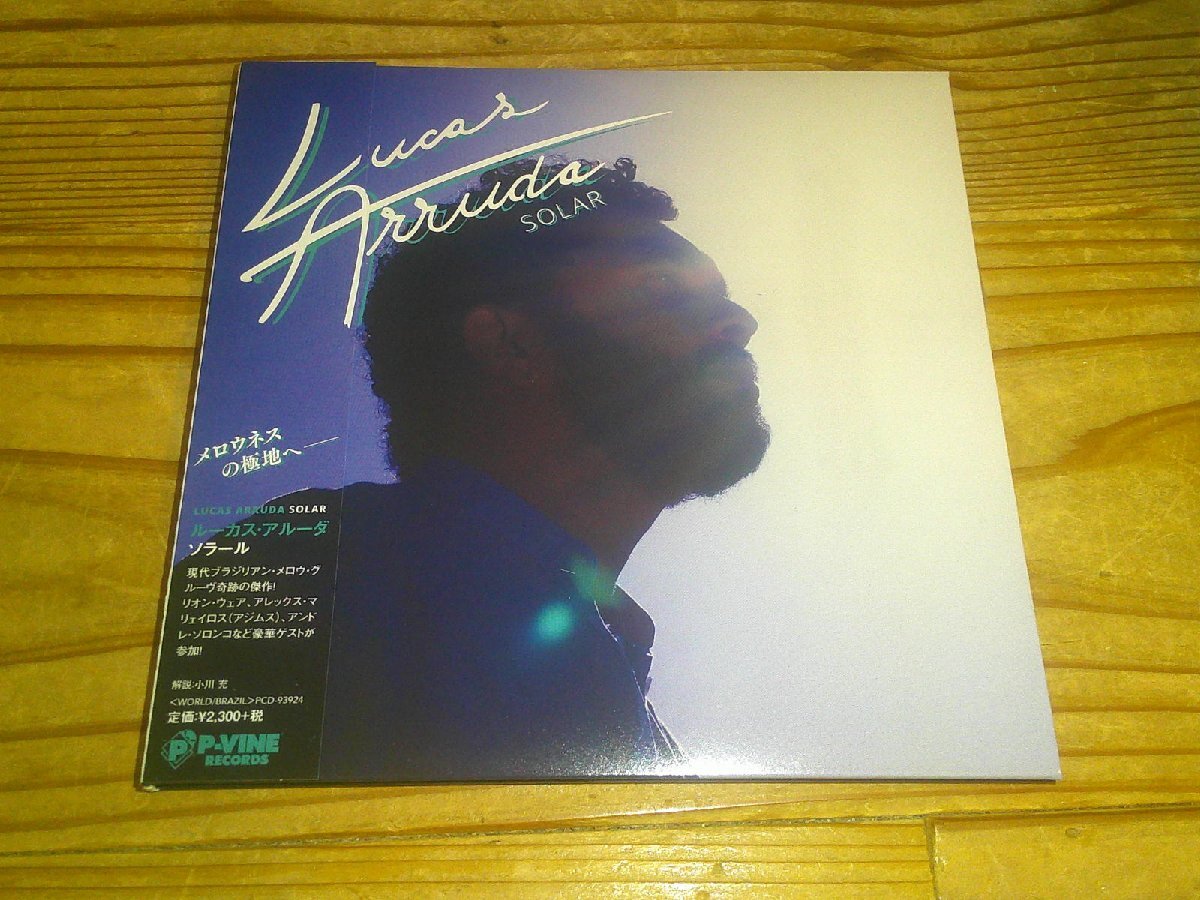 Lucas
Arruda
SOLAR
メロウネス
の極地へ──
LUCAS ARRUDA SOLAR
ルーカス・アルーダ
ソラール
現代ブラジリアン・メロウ・グ
ルーヴ奇跡の傑作!
リオン・ウェア、アレックス・マ
リェイロス(アジムス)、アンド
レ・ソロンコなど豪華ゲストが
参加!
解説:小川 充
<WORLD/BRAZIL>PCD-93924
定価:¥2,300+税
P P-VINE
RECORDS